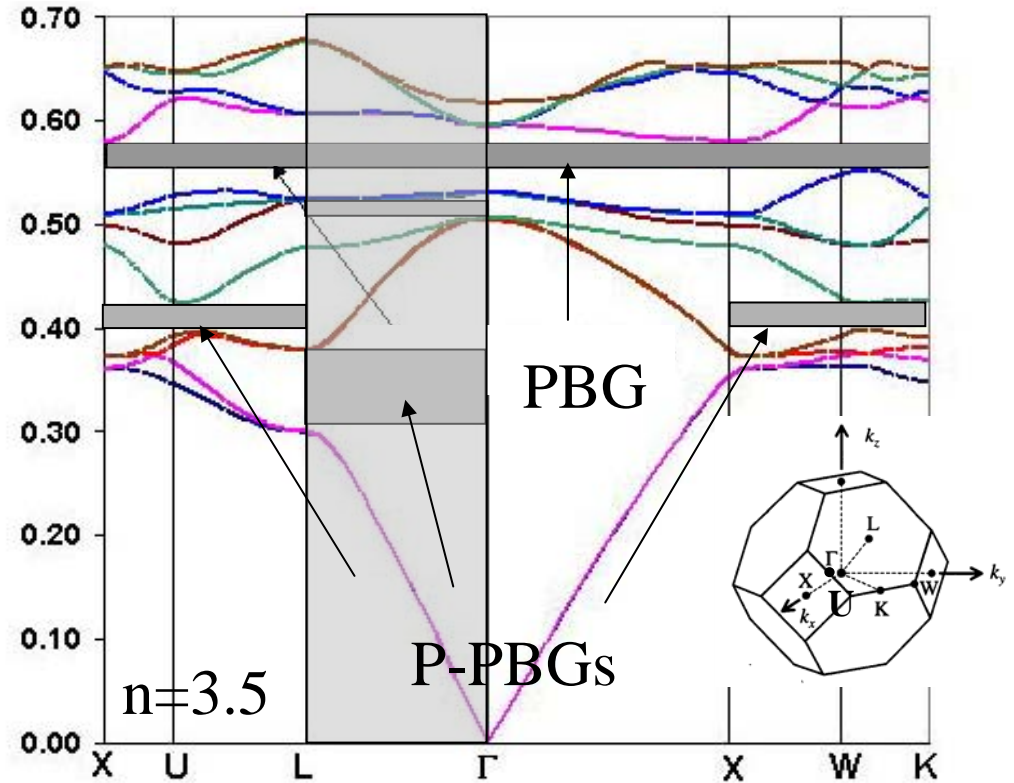 0.70
0.60
0.50
0.40
0.30
0.20
0.10
0.00
PBG
P-PBGs
n=3.5
X U L Γ X W K
kz
L
Γ
ky
X
W
U
K
kx